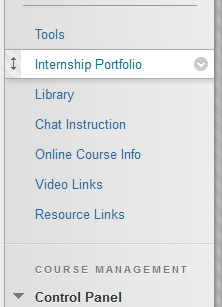 Tools
Internship Portfolio
Library
Chat Instruction
Online Course Info
Video Links
Resource Links
COURSE MANAGEMENT
Control Panel